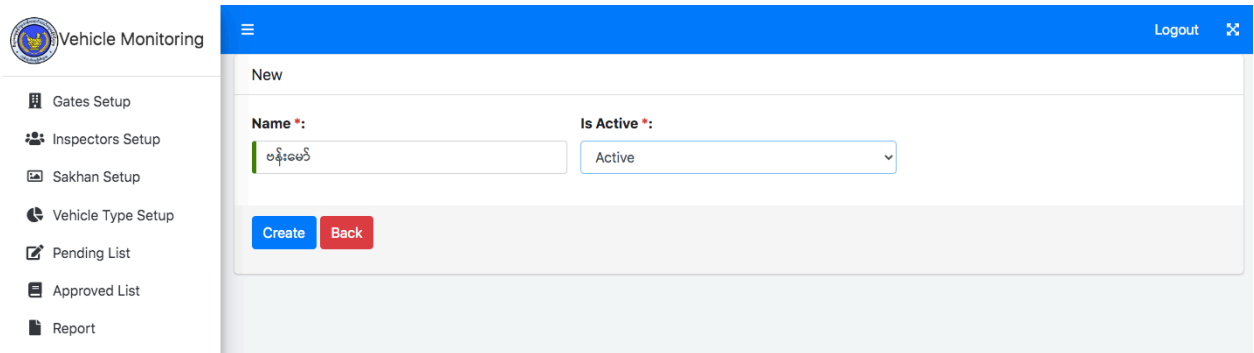 Vehicle Monitoring
Gates Setup
Inspectors Setup
Sakhan Setup
Vehicle Type Setup
Pending List
Approved List
Report
Logout
New
Name *:
Is Active *:
ဗန်းမော်
Active
Create
Back